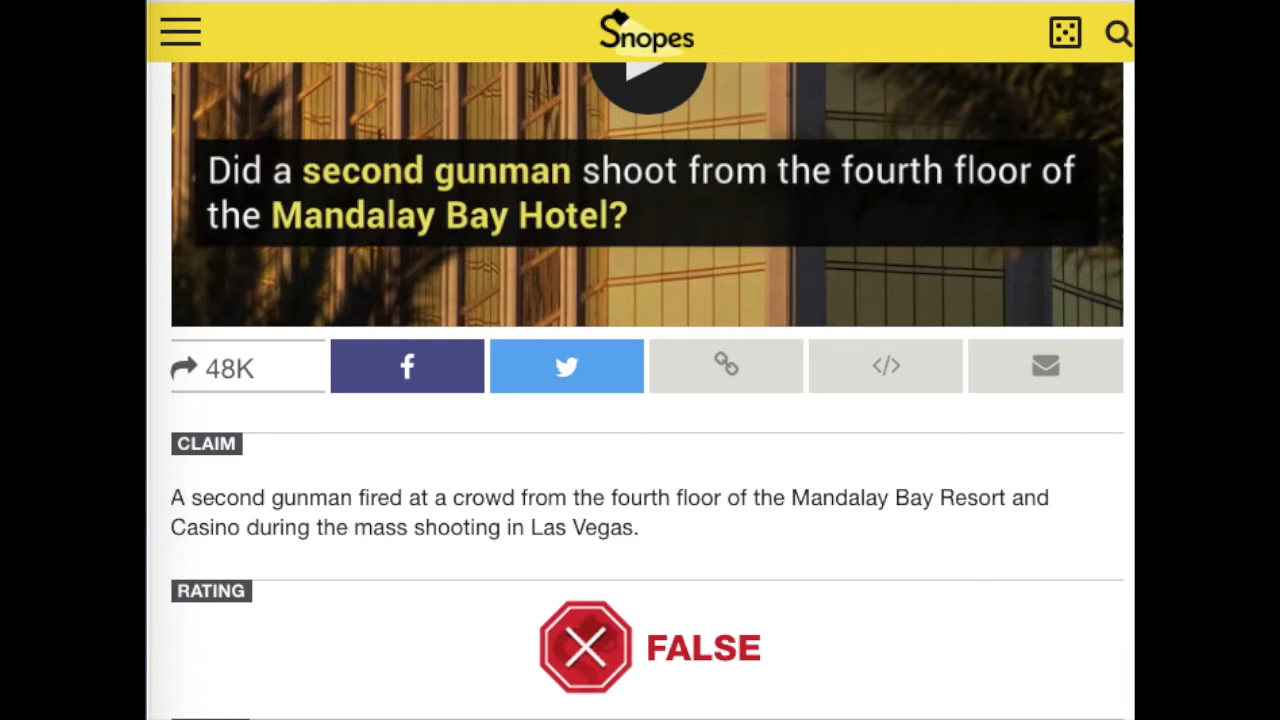 Snopes
Did a second gunman shoot from the fourth floor of
the Mandalay Bay Hotel?
48K
CLAIM
A second gunman fired at a crowd from the fourth floor of the Mandalay Bay Resort and
Casino during the mass shooting in Las Vegas.
RATING
FALSE